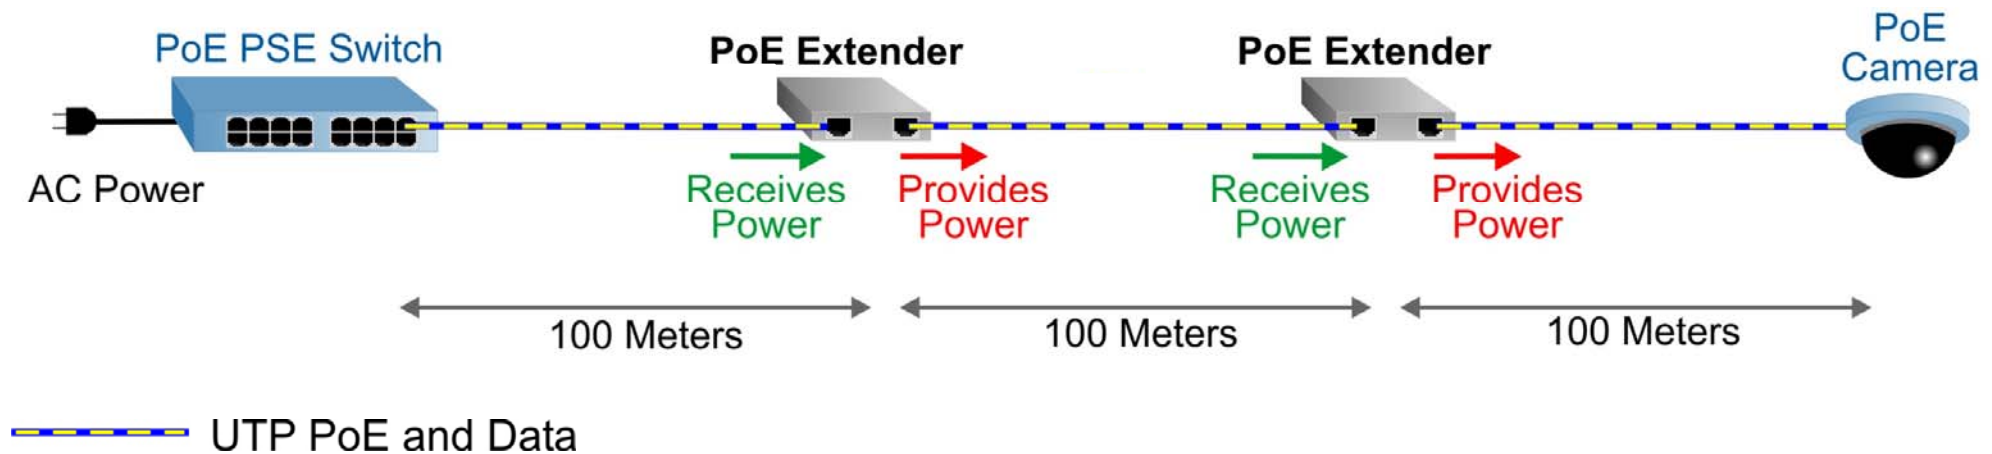 PoE PSE Switch
PoE Extender
PoE Extender
PoE
Camera
AC Power
Receives
Power
Provides
Power
Receives
Power
Provides
Power
100 Meters
100 Meters
100 Meters
UTP PoE and Data